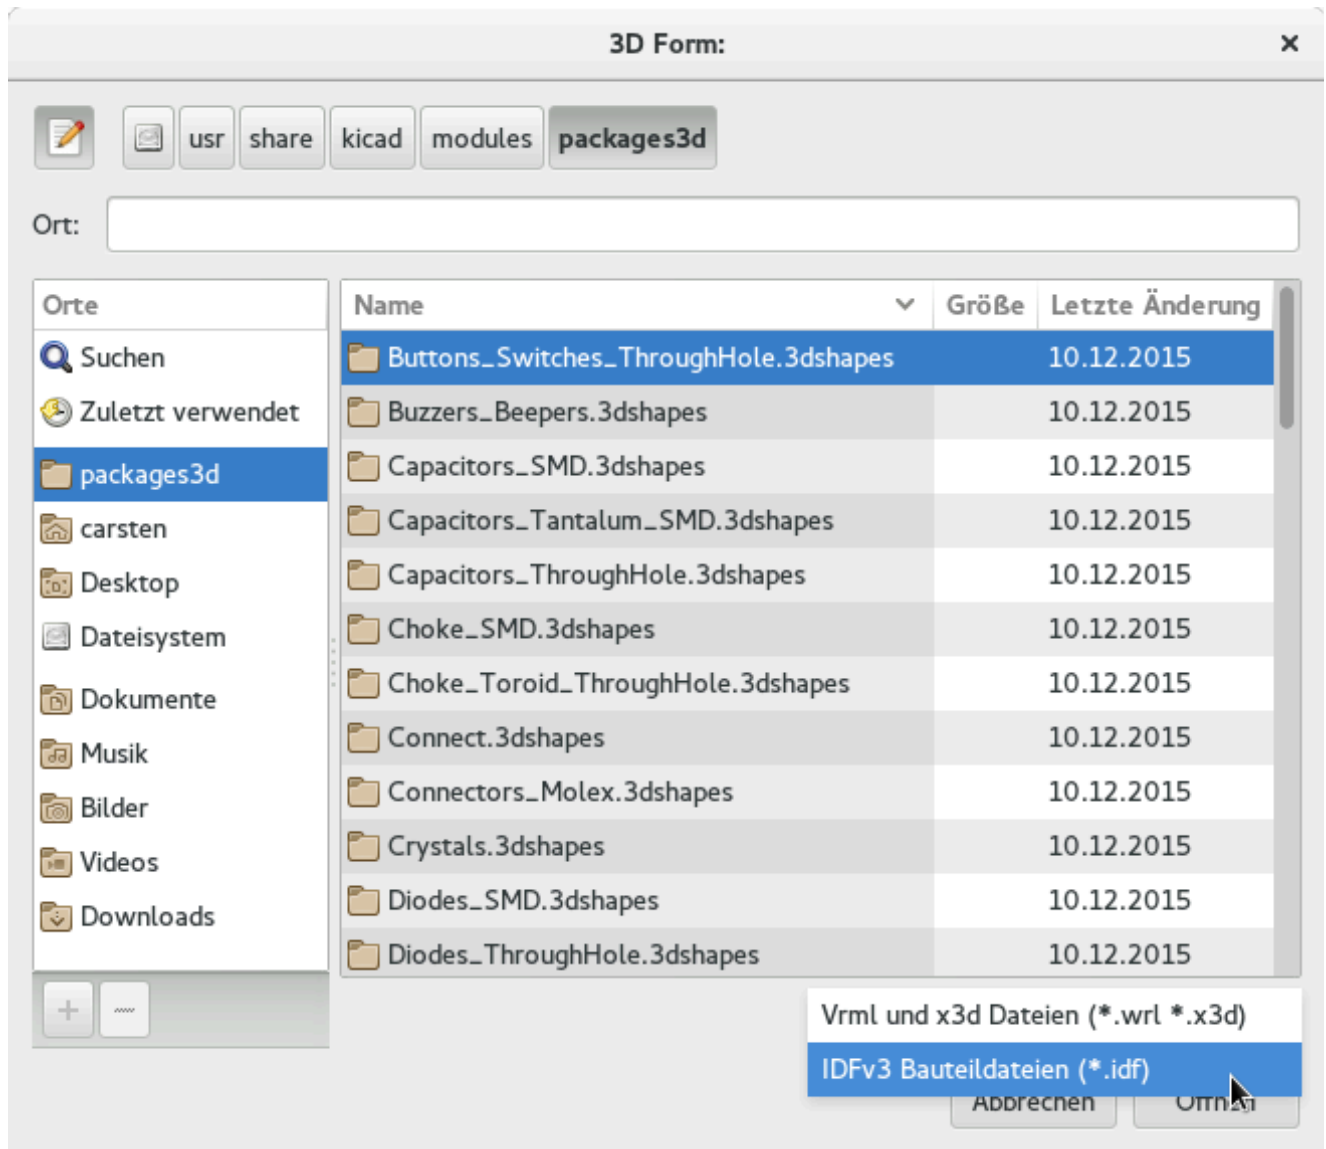 3D Form:
usr share kicad modules packages3d
Ort:
Orte
Suchen
Zuletzt verwendet
packages3d
carsten
Desktop
Dateisystem
Dokumente
Musik
Bilder
Videos
Downloads
Name Größe Letzte Änderung
Buttons_Switches_ThroughHole.3dshapes 10.12.2015
Buzzers_Beepers.3dshapes 10.12.2015
Capacitors_SMD.3dshapes 10.12.2015
Capacitors_Tantalum_SMD.3dshapes 10.12.2015
Capacitors_ThroughHole.3dshapes 10.12.2015
Choke_SMD.3dshapes 10.12.2015
Choke_Toroid_ThroughHole.3dshapes 10.12.2015
Connect.3dshapes 10.12.2015
Connectors_Molex.3dshapes 10.12.2015
Crystals.3dshapes 10.12.2015
Diodes_SMD.3dshapes 10.12.2015
Diodes_ThroughHole.3dshapes 10.12.2015
Vrml und x3d Dateien (*.wrl *.x3d)
IDFv3 Bauteildateien (*.idf)
Abbrechen Öffnen